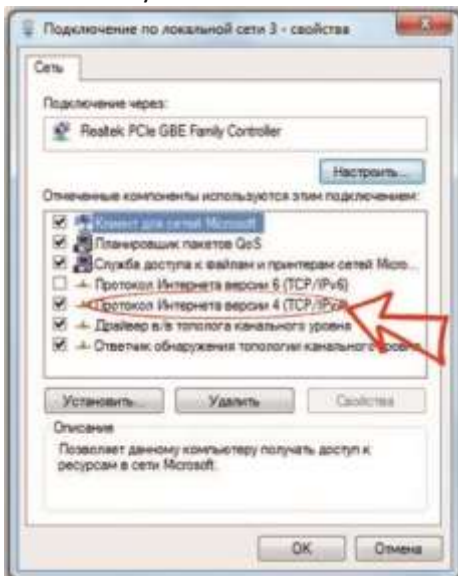 Подключение по локальной сети 3 - свойства
Сеть
Подключение через:
Realtek PCIe GBE Family Controller
Настроить...
Отмеченные компоненты используются этим подключением:
Клиент для сетей Microsoft
Планировщик пакетов QoS
Служба доступа к файлам и принтерам сетей Micro...
Протокол Интернета версии 6 (TCP/IPv6)
Протокол Интернета версии 4 (TCP/IPv4)
Драйвер в/в тополога канального уровня
Ответчик обнаружения топологии канального уровня
Установить...
Удалить
Свойства
Описание
Позволяет данному компьютеру получать доступ к
ресурсам в сети Microsoft.
OK
Отмена